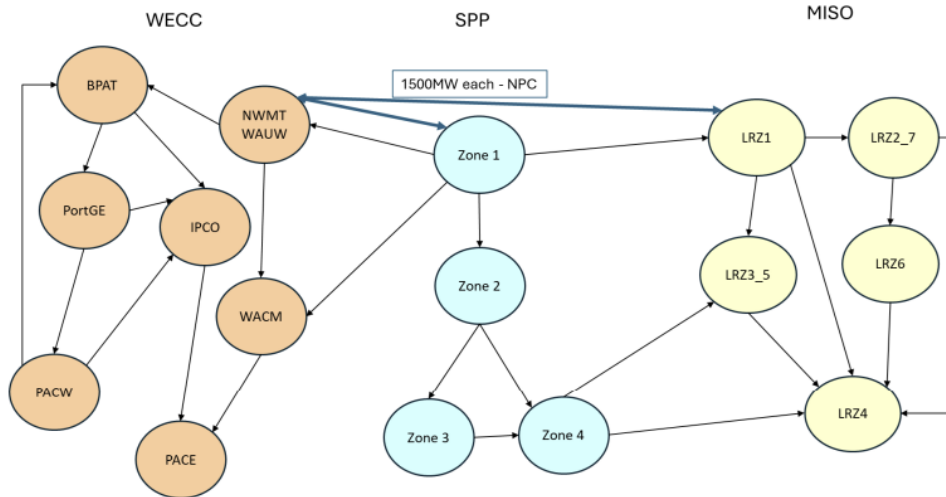 WECC
SPP
MISO
1500MW each - NPC
BPAT
NWMT
WAUW
Zone 1
LRZ1
LRZ2_7
PortGE
IPCO
Zone 2
LRZ3_5
LRZ6
WACM
PACW
PACE
Zone 3
Zone 4
LRZ4